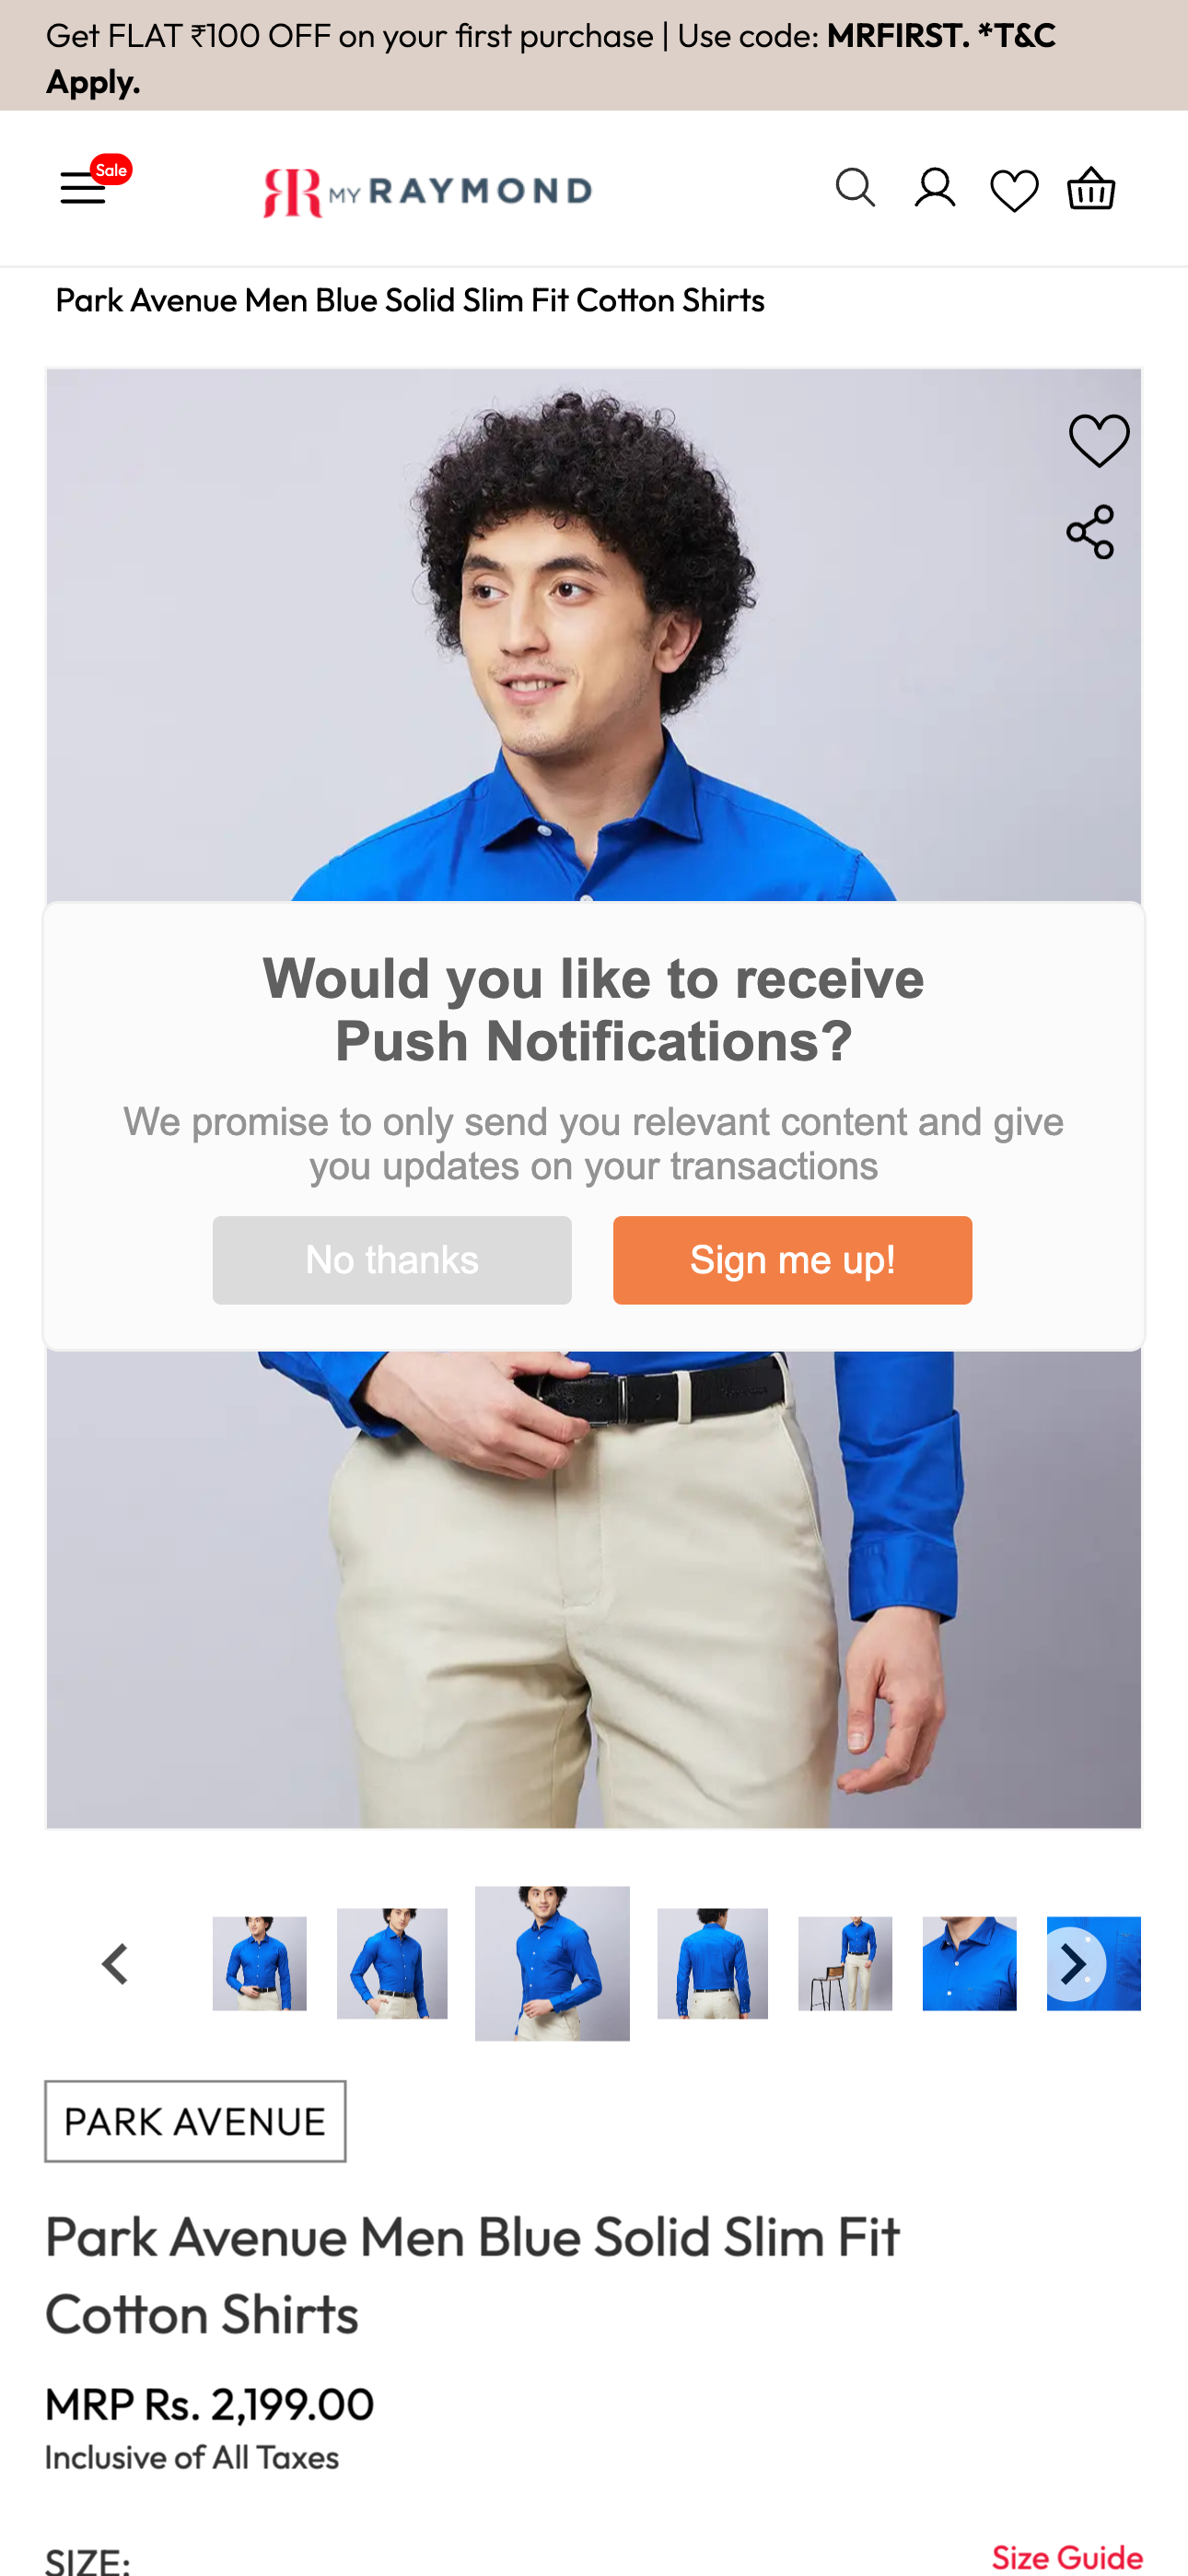 Get FLAT ₹100 OFF on your first purchase | Use code: MRFIRST. *T&C
Apply.
Sale
MY RAYMOND
Park Avenue Men Blue Solid Slim Fit Cotton Shirts
Would you like to receive
Push Notifications?
We promise to only send you relevant content and give
you updates on your transactions
No thanks
Sign me up!
PARK AVENUE
Park Avenue Men Blue Solid Slim Fit
Cotton Shirts
MRP Rs. 2,199.00
Inclusive of All Taxes
SIZE:
Size Guide